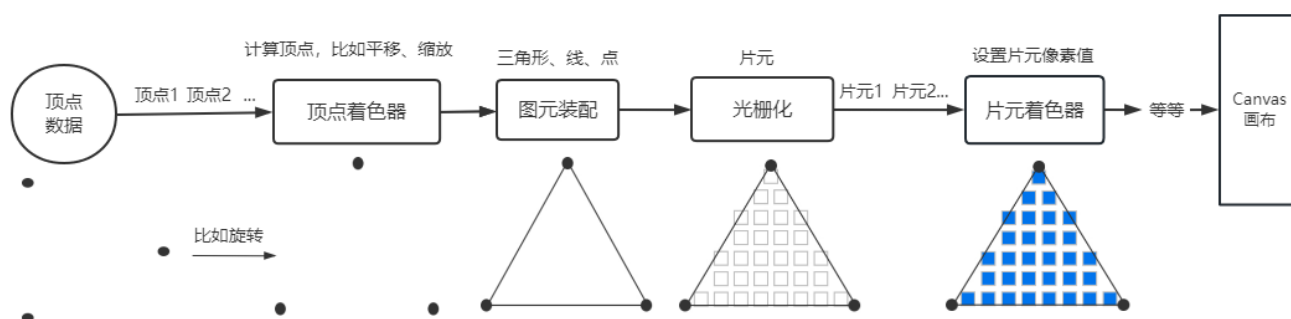 计算顶点，比如平移、缩放
三角形、线、点
片元
设置片元像素值
顶点
数据
顶点1 顶点2 ...
顶点着色器
图元装配
光栅化
片元1 片元2...
片元着色器
等等
Canvas
画布
比如旋转